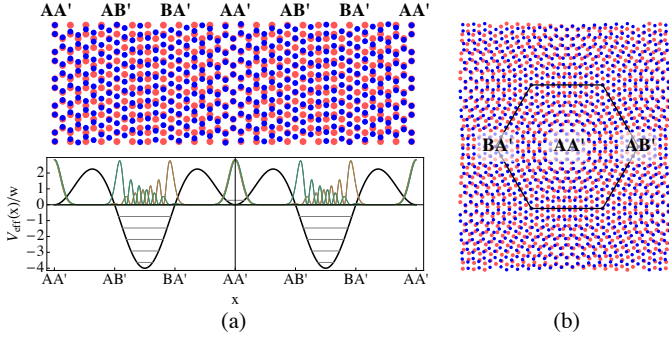 AA' AB' BA' AA' AB' BA' AA'
2
1
0
−1
−2
−3
−4
V_eff(x)/w
AA' AB' BA' AA' AB' BA' AA'
x
(a)
BA AA AB'
(b)